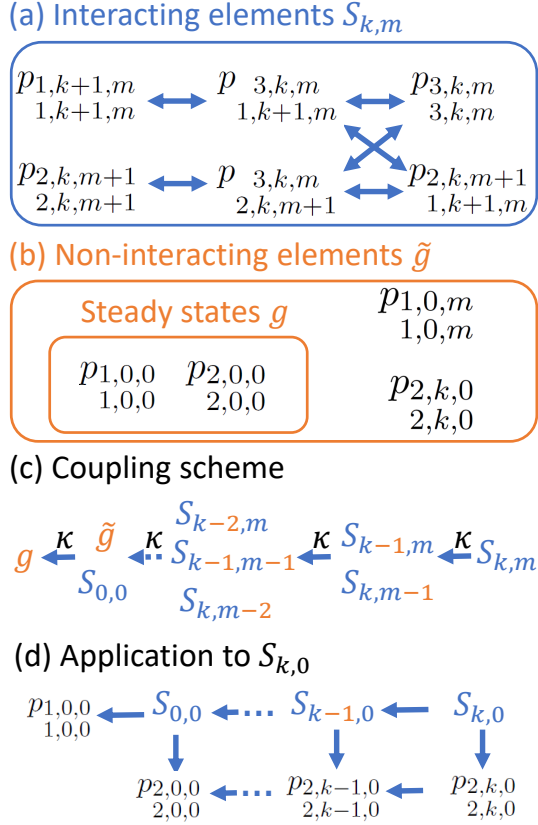 (a) Interacting elements S_{k,m}
p_{1,k+1,m} p_{3,k,m} p_{3,k,m}
1,k+1,m 1,k+1,m 3,k,m
p_{2,k,m+1} p_{3,k,m} p_{2,k,m+1}
2,k,m+1 2,k,m+1 1,k+1,m
(b) Non-interacting elements g̃
Steady states g p_{1,0,m}
1,0,m
p_{1,0,0} p_{2,0,0}
1,0,0 2,0,0
p_{2,k,0}
2,k,0
(c) Coupling scheme
S_{k−2,m}
g κ g̃ κ S_{k−1,m−1} κ S_{k−1,m} κ S_{k,m}
S_{0,0} S_{k,m−2} S_{k,m−1}
(d) Application to S_{k,0}
p_{1,0,0} S_{0,0} ... S_{k−1,0} S_{k,0}
1,0,0
p_{2,0,0} ... p_{2,k−1,0} p_{2,k,0}
2,0,0 2,k−1,0 2,k,0